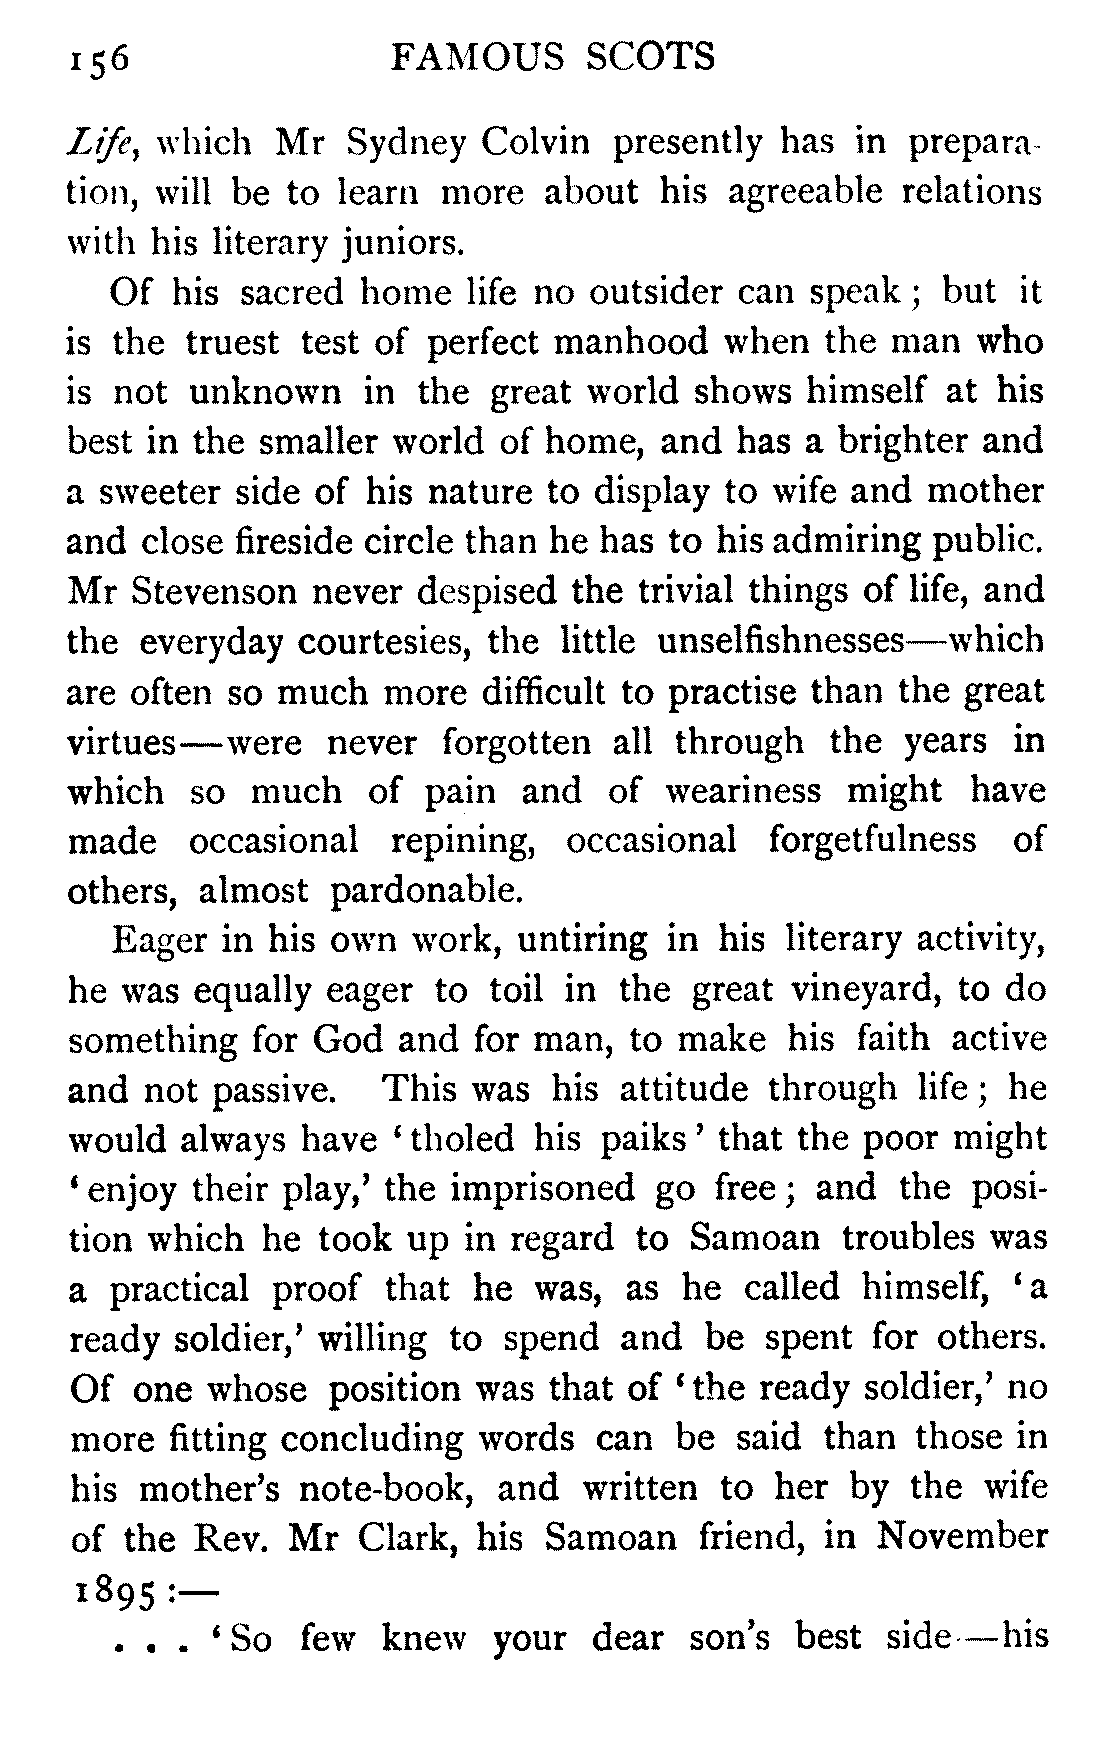 156 FAMOUS SCOTS
Life, which Mr Sydney Colvin presently has in prepara-
tion, will be to learn more about his agreeable relations
with his literary juniors.
Of his sacred home life no outsider can speak ; but it
is the truest test of perfect manhood when the man who
is not unknown in the great world shows himself at his
best in the smaller world of home, and has a brighter and
a sweeter side of his nature to display to wife and mother
and close fireside circle than he has to his admiring public.
Mr Stevenson never despised the trivial things of life, and
the everyday courtesies, the little unselfishnesses—which
are often so much more difficult to practise than the great
virtues—were never forgotten all through the years in
which so much of pain and of weariness might have
made occasional repining, occasional forgetfulness of
others, almost pardonable.
Eager in his own work, untiring in his literary activity,
he was equally eager to toil in the great vineyard, to do
something for God and for man, to make his faith active
and not passive. This was his attitude through life ; he
would always have ‘ tholed his paiks ’ that the poor might
‘ enjoy their play,’ the imprisoned go free ; and the posi-
tion which he took up in regard to Samoan troubles was
a practical proof that he was, as he called himself, ‘ a
ready soldier,’ willing to spend and be spent for others.
Of one whose position was that of ‘ the ready soldier,’ no
more fitting concluding words can be said than those in
his mother’s note-book, and written to her by the wife
of the Rev. Mr Clark, his Samoan friend, in November
1895 :—
. . . ‘ So few knew your dear son’s best side—his